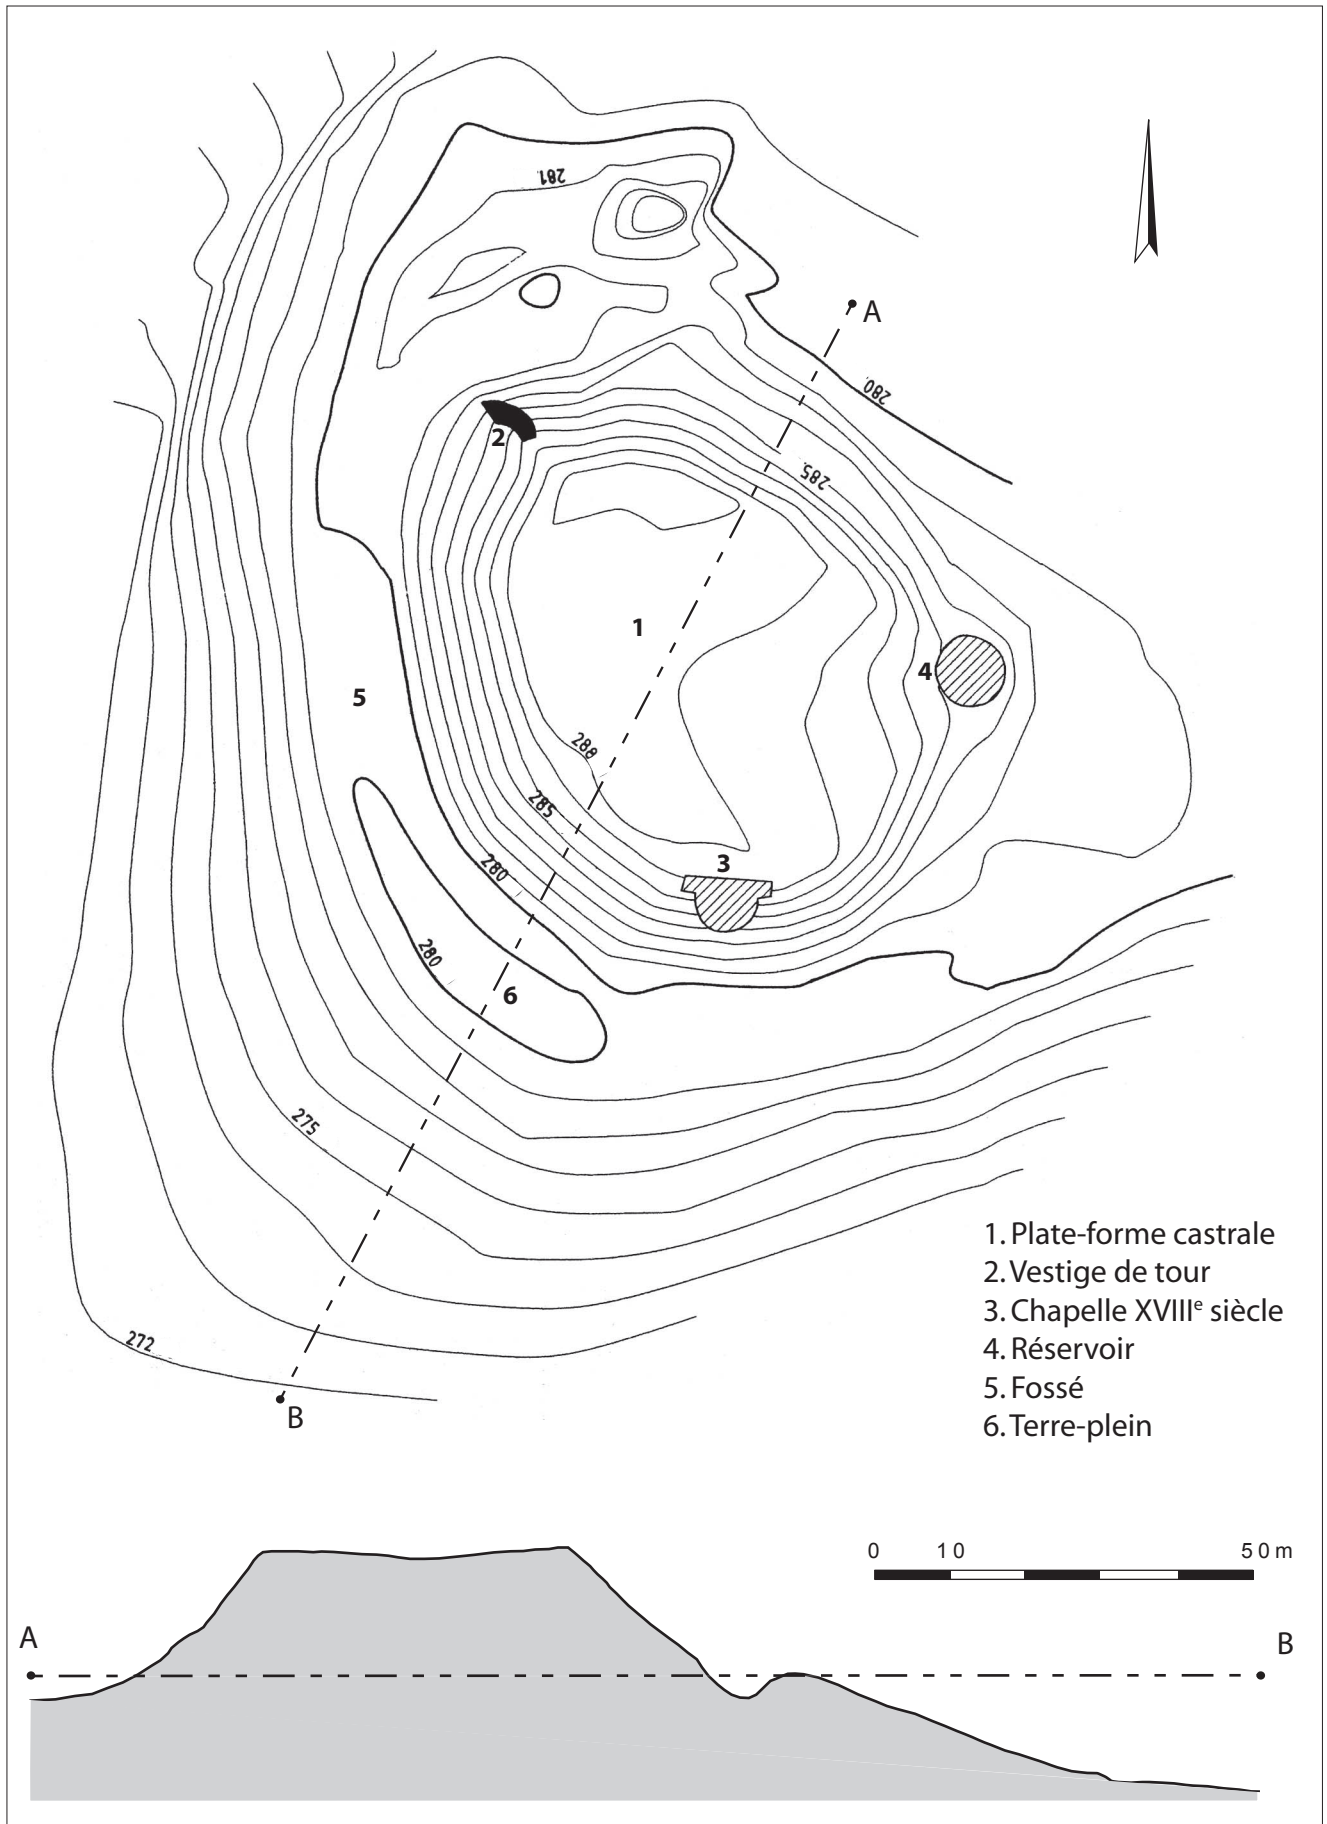 281
A
280
2
285
1
4
5
288
285
3
280
280
6
275
272
B
1. Plate-forme castrale
2. Vestige de tour
3. Chapelle XVIIIe siècle
4. Réservoir
5. Fossé
6. Terre-plein
0 10 50m
A
B